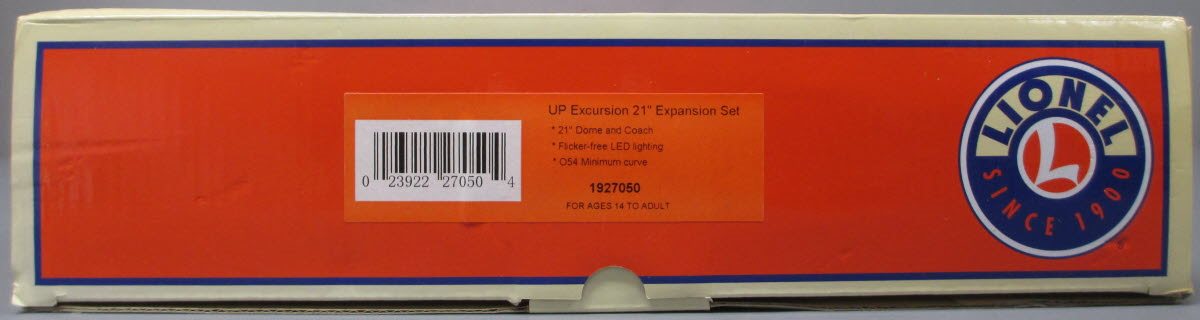 UP Excursion 21" Expansion Set
* 21" Dome and Coach
* Flicker-free LED lighting
* O54 Minimum curve
1927050
FOR AGES 14 TO ADULT
0 23922 27050 4
LIONEL
L
SINCE 1900
®